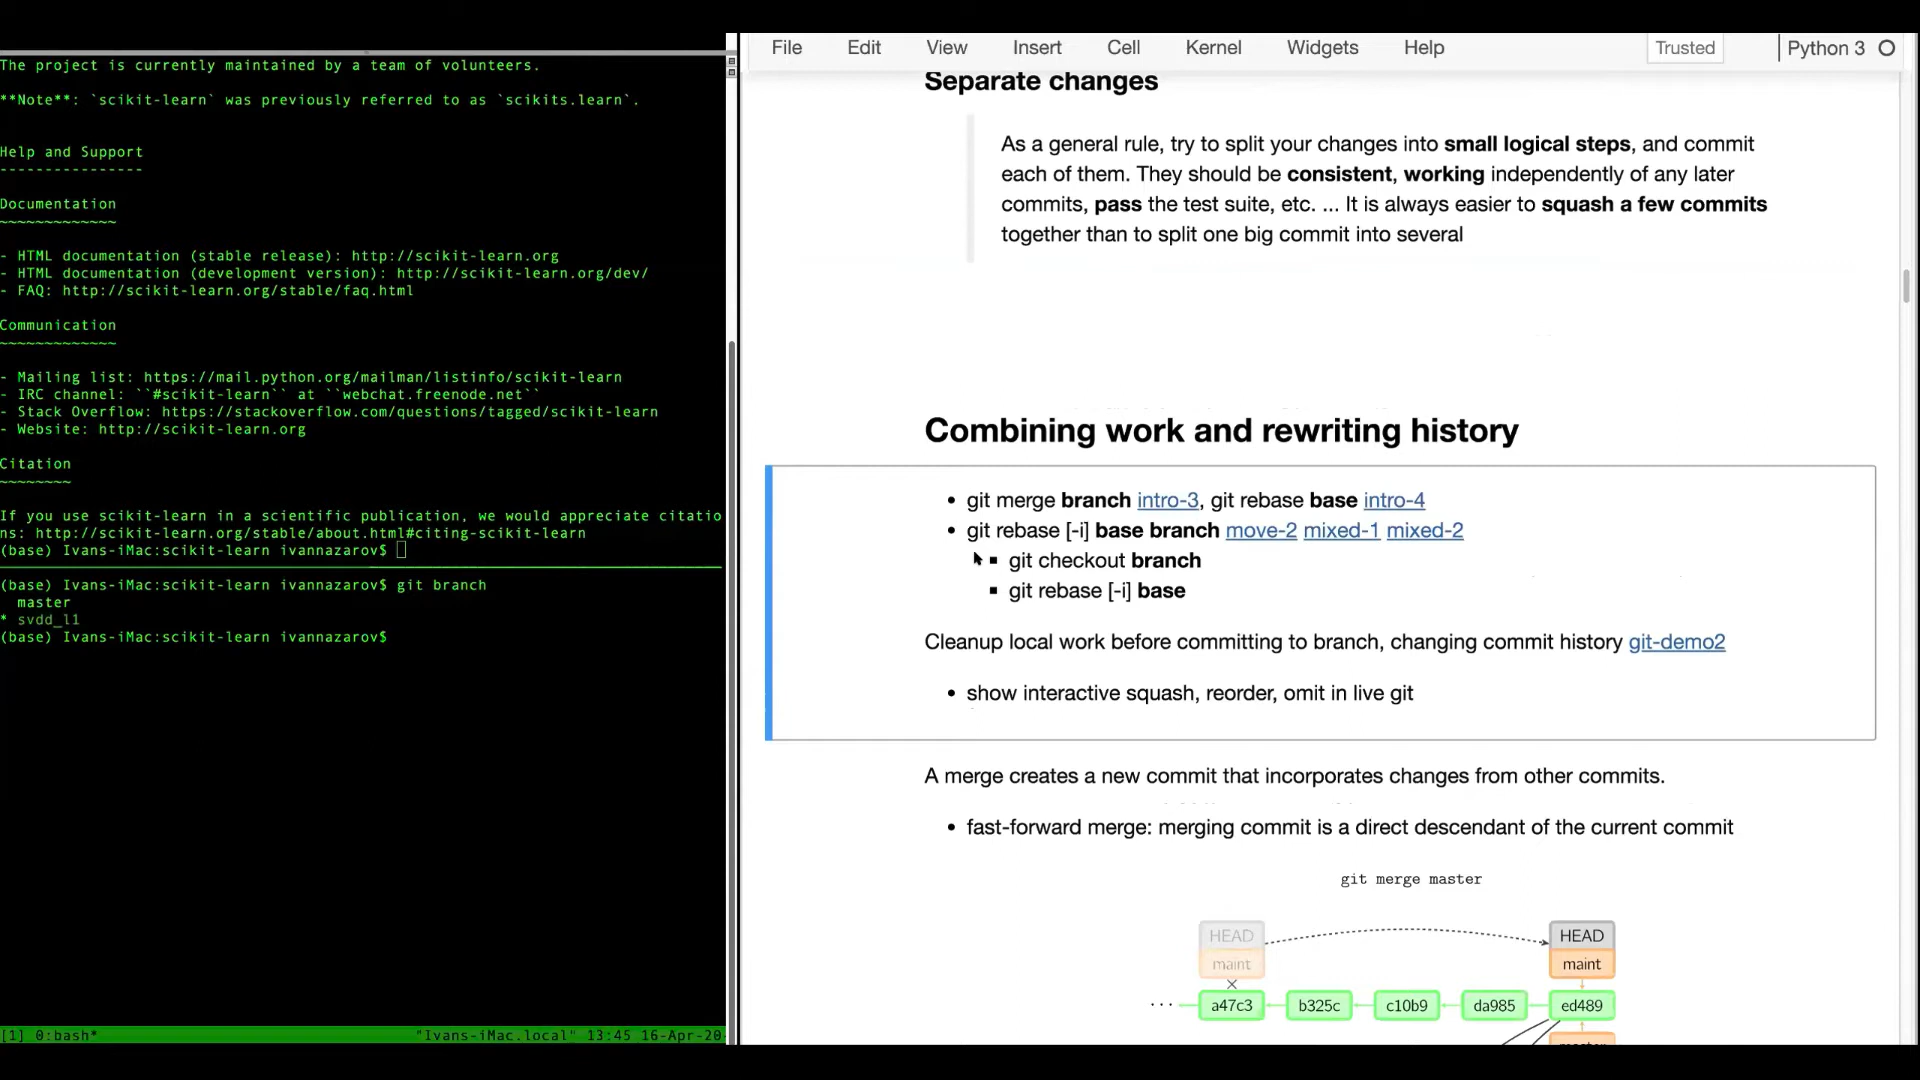 The project is currently maintained by a team of volunteers.
**Note**: `scikit-learn` was previously referred to as `scikits.learn`.
Help and Support
----------------
Documentation
~~~~~~~~~~~~~
- HTML documentation (stable release): http://scikit-learn.org
- HTML documentation (development version): http://scikit-learn.org/dev/
- FAQ: http://scikit-learn.org/stable/faq.html
Communication
~~~~~~~~~~~~~
- Mailing list: https://mail.python.org/mailman/listinfo/scikit-learn
- IRC channel: ``#scikit-learn`` at ``webchat.freenode.net``
- Stack Overflow: https://stackoverflow.com/questions/tagged/scikit-learn
- Website: http://scikit-learn.org
Citation
~~~~~~~~
If you use scikit-learn in a scientific publication, we would appreciate citatio
ns: http://scikit-learn.org/stable/about.html#citing-scikit-learn
(base) Ivans-iMac:scikit-learn ivannazarov$
(base) Ivans-iMac:scikit-learn ivannazarov$ git branch
master
* svdd_l1
(base) Ivans-iMac:scikit-learn ivannazarov$
[1] 0:bash* "Ivans-iMac.local" 13:45 16-Apr-20
File Edit View Insert Cell Kernel Widgets Help Trusted Python 3
Separate changes
As a general rule, try to split your changes into small logical steps, and commit
each of them. They should be consistent, working independently of any later
commits, pass the test suite, etc. ... It is always easier to squash a few commits
together than to split one big commit into several
Combining work and rewriting history
• git merge branch intro-3, git rebase base intro-4
• git rebase [-i] base branch move-2 mixed-1 mixed-2
▪ git checkout branch
▪ git rebase [-i] base
Cleanup local work before committing to branch, changing commit history git-demo2
• show interactive squash, reorder, omit in live git
A merge creates a new commit that incorporates changes from other commits.
• fast-forward merge: merging commit is a direct descendant of the current commit
git merge master
HEAD HEAD
maint maint
... a47c3 b325c c10b9 da985 ed489